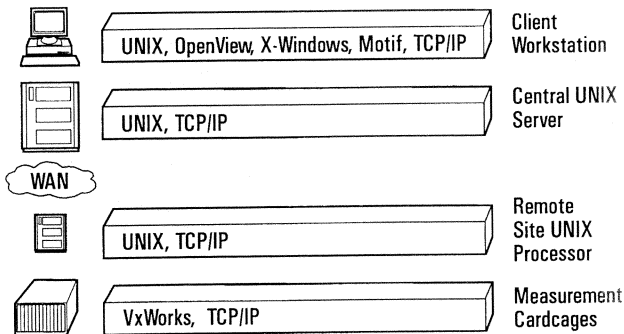 UNIX, OpenView, X-Windows, Motif, TCP/IP
Client
Workstation
UNIX, TCP/IP
Central UNIX
Server
WAN
UNIX, TCP/IP
Remote
Site UNIX
Processor
VxWorks, TCP/IP
Measurement
Cardcages